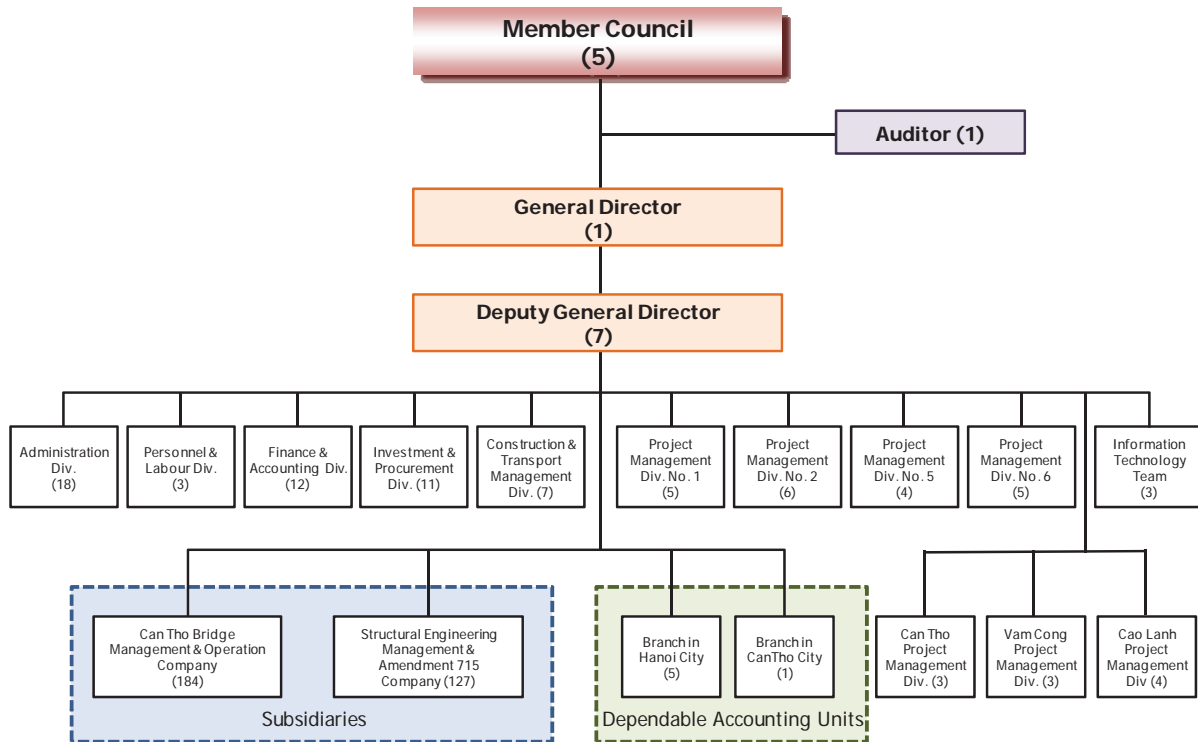 Member Council
(5)
Auditor (1)
General Director
(1)
Deputy General Director
(7)
Administration
Div.
(18)
Personnel &
Labour Div.
(3)
Finance &
Accounting Div.
(12)
Investment &
Procurement
Div. (11)
Construction &
Transport
Management
Div. (7)
Project
Management
Div. No. 1
(5)
Project
Management
Div. No. 2
(6)
Project
Management
Div. No. 5
(4)
Project
Management
Div. No. 6
(5)
Information
Technology
Team
(3)
Can Tho Bridge
Management & Operation
Company
(184)
Structural Engineering
Management &
Amendment 715
Company (127)
Subsidiaries
Branch in
Hanoi City
(5)
Branch in
CanTho City
(1)
Dependable Accounting Units
Can Tho
Project
Management
Div. (3)
Vam Cong
Project
Management
Div. (3)
Cao Lanh
Project
Management
Div (4)